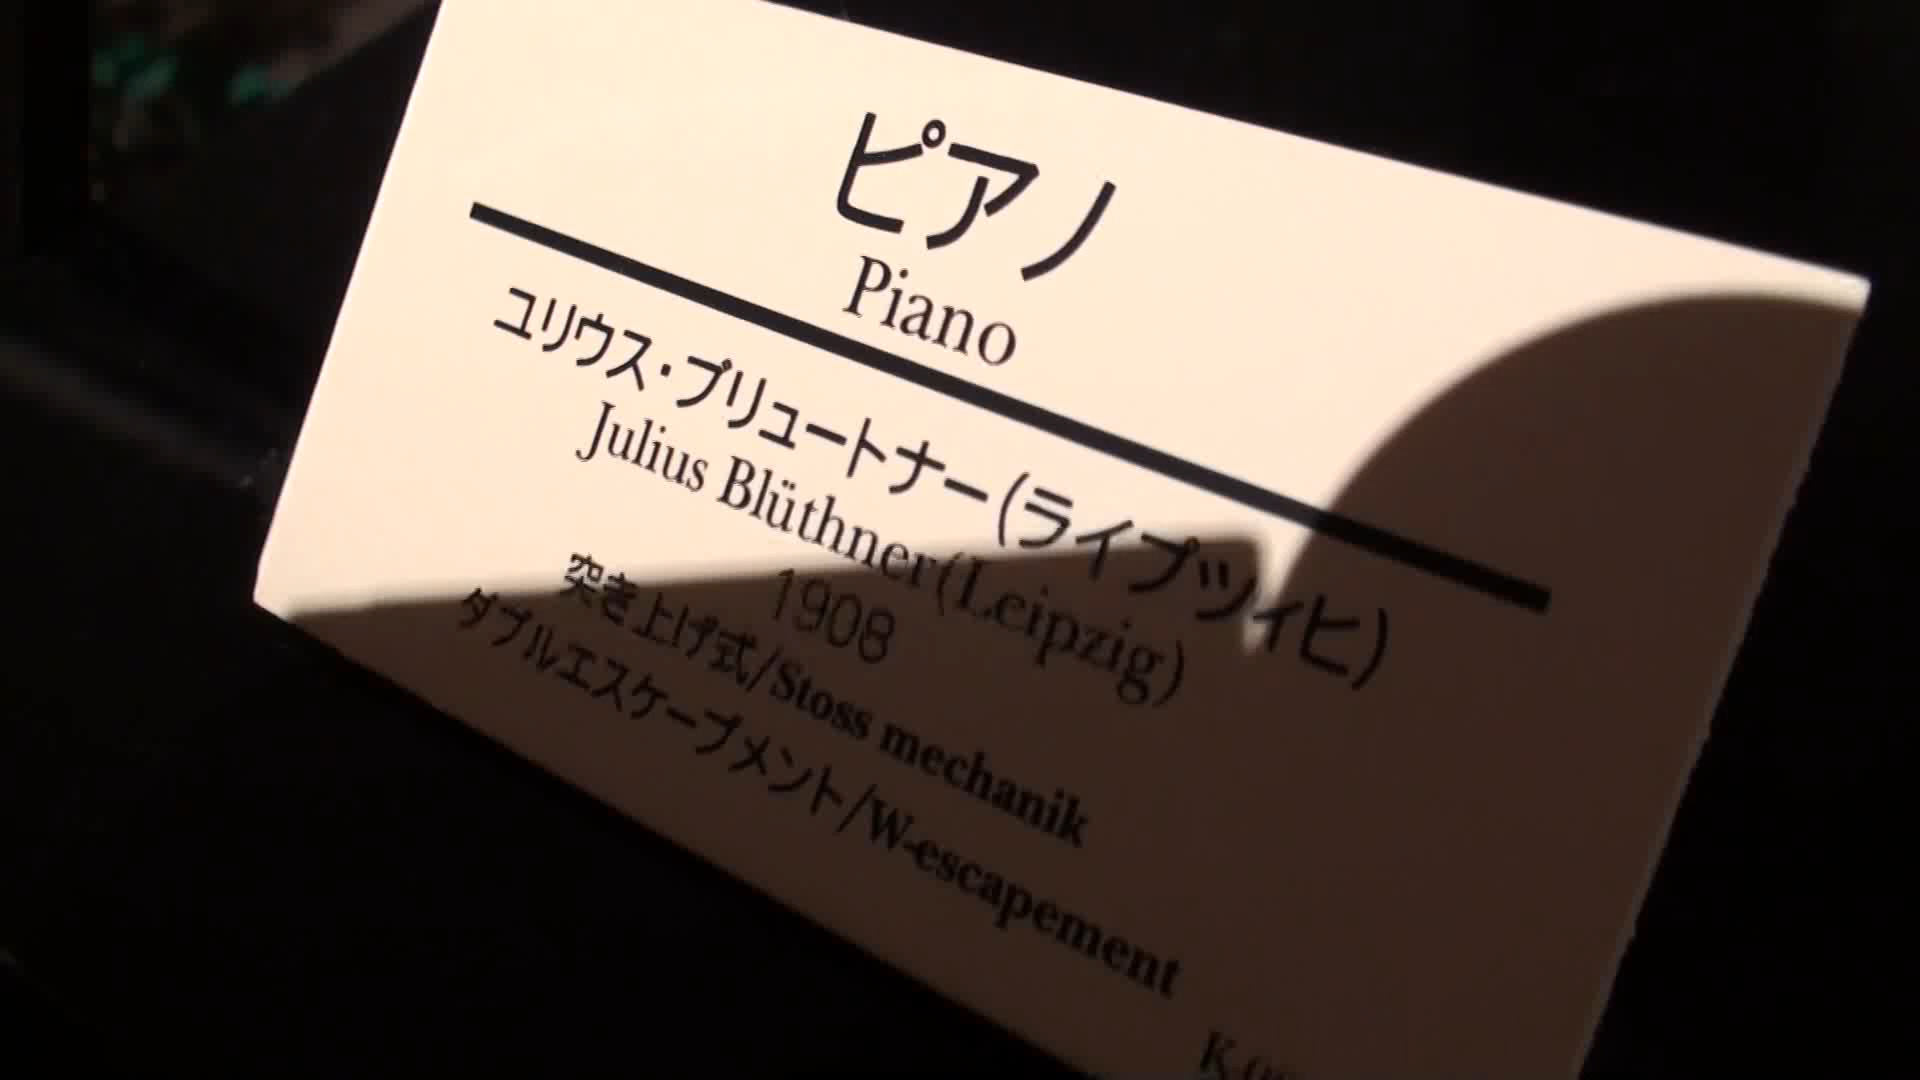 ピアノ
Piano
ユリウス・ブリュートナー(ライプツィヒ)
Julius Blüthner(Leipzig)
1908
突き上げ式/Stoss mechanik
ダブルエスケープメント/W-escapement